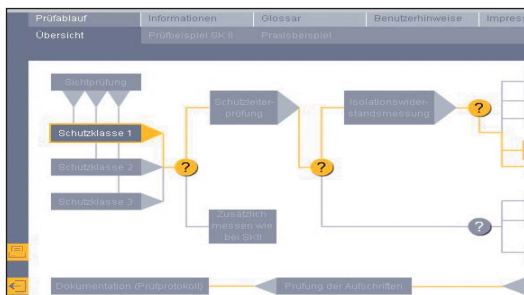 Prüfablauf Informationen Glossar Benutzerhinweise Impress
Übersicht Prüfbeispiel SK II Praxisbeispiel
Sichtprüfung
Schutzklasse 1
Schutzklasse 2
Schutzklasse 3
?
Schutzleiter-
prüfung
Zusätzlich
messen wie
bei SKII
?
Isolationswider-
standsmessung
?
?
Dokumentation (Prüfprotokoll)
Prüfung der Aufschriften